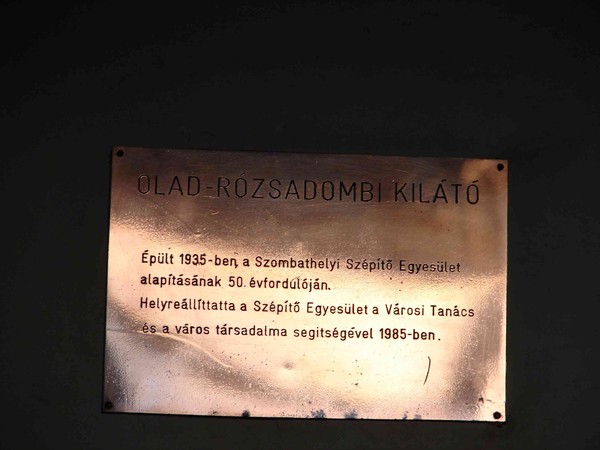 OLAD-RÓZSADOMBI KILÁTÓ
Épült 1935-ben, a Szombathelyi Szépítő Egyesület
alapításának 50. évfordulóján.
Helyreállíttatta a Szépítő Egyesület a Városi Tanács
és a város társadalma segitségével 1985-ben.